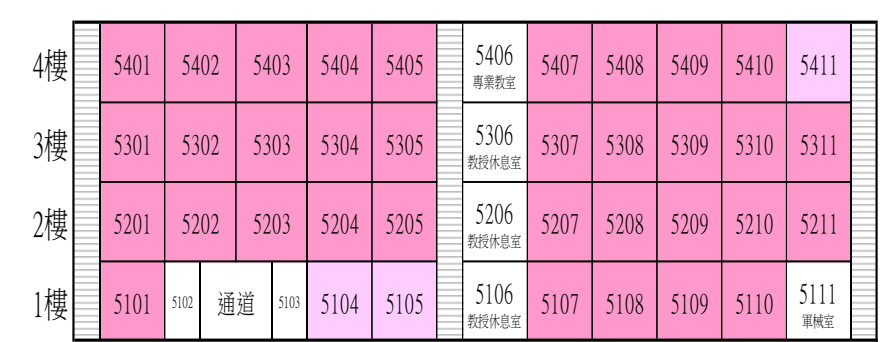 4樓 5401 5402 5403 5404 5405 5406 5407 5408 5409 5410 5411
專業教室
3樓 5301 5302 5303 5304 5305 5306 5307 5308 5309 5310 5311
教授休息室
2樓 5201 5202 5203 5204 5205 5206 5207 5208 5209 5210 5211
教授休息室
1樓 5101 5102 通道 5103 5104 5105 5106 5107 5108 5109 5110 5111
教授休息室 軍械室